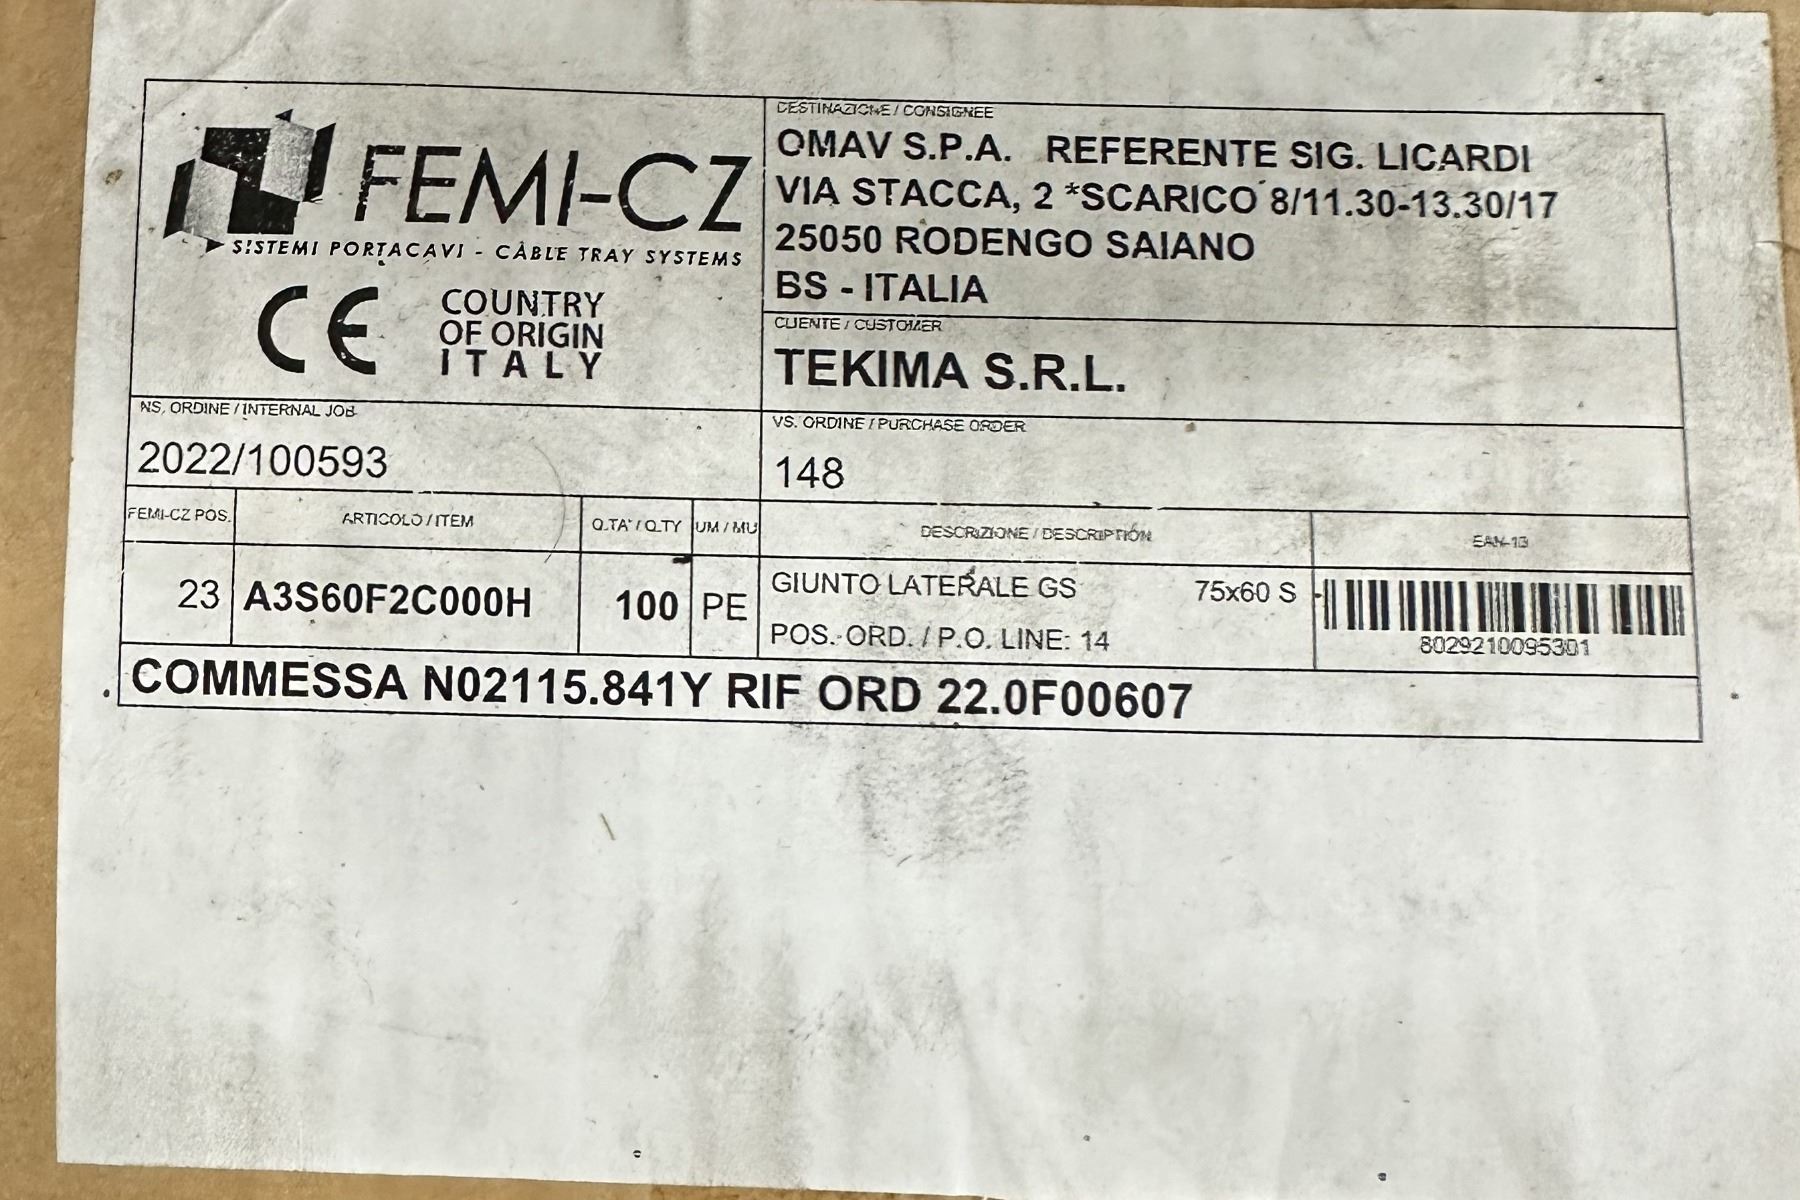 FEMI-CZ
SISTEMI PORTACAVI - CABLE TRAY SYSTEMS
CE
COUNTRY
OF ORIGIN
ITALY
DESTINAZIONE / CONSIGNEE
OMAV S.P.A. REFERENTE SIG. LICARDI
VIA STACCA, 2 *SCARICO 8/11.30-13.30/17
25050 RODENGO SAIANO
BS - ITALIA
CLIENTE / CUSTOMER
TEKIMA S.R.L.
NS. ORDINE / INTERNAL JOB
2022/100593
VS. ORDINE / PURCHASE ORDER
148
FEMI-CZ POS. ARTICOLO / ITEM Q.TA' / Q.TY UM / MU DESCRIZIONE / DESCRIPTION EAN-13
23 A3S60F2C000H 100 PE GIUNTO LATERALE GS 75x60 S
POS. ORD. / P.O. LINE: 14
8029210095301
COMMESSA N02115.841Y RIF ORD 22.0F00607